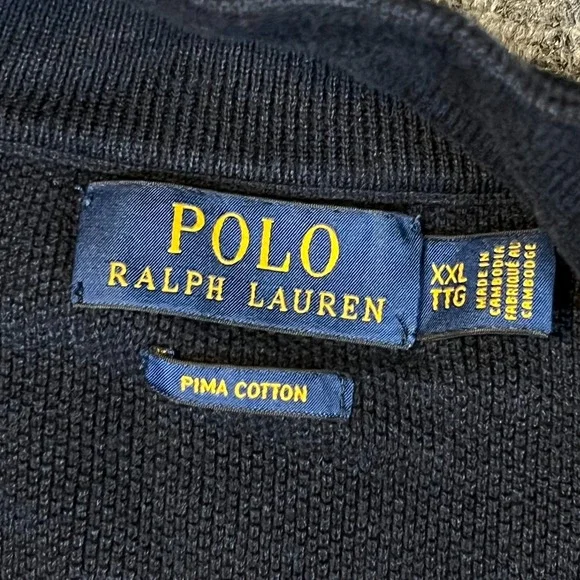 POLO
RALPH LAUREN
XXL
TTG
MADE IN
CAMBODIA
FABRIQUÉ AU
CAMBODGE
PIMA COTTON